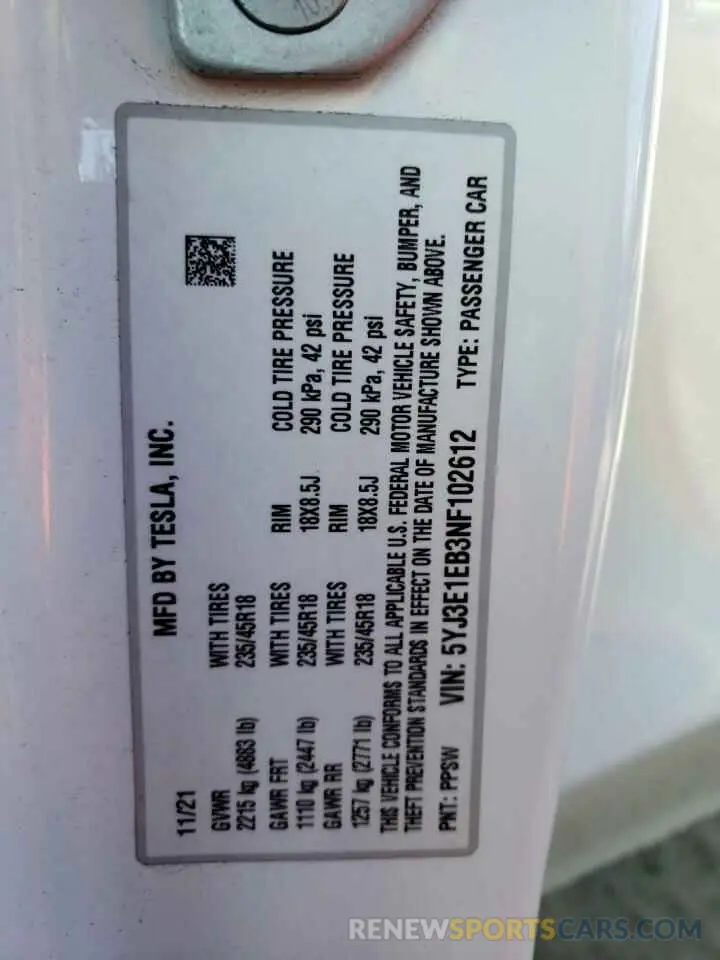 MFD BY TESLA, INC.
11/21
GVWR WITH TIRES
2215 kg (4883 lb) 235/45R18
GAWR FRT WITH TIRES RIM COLD TIRE PRESSURE
1110 kg (2447 lb) 235/45R18 18X8.5J 290 kPa, 42 psi
GAWR RR WITH TIRES RIM COLD TIRE PRESSURE
1257 kg (2771 lb) 235/45R18 18X8.5J 290 kPa, 42 psi
THIS VEHICLE CONFORMS TO ALL APPLICABLE U.S. FEDERAL MOTOR VEHICLE SAFETY, BUMPER, AND
THEFT PREVENTION STANDARDS IN EFFECT ON THE DATE OF MANUFACTURE SHOWN ABOVE.
PNT: PPSW VIN: 5YJ3E1EB3NF102612 TYPE: PASSENGER CAR
RENEWSPORTSCARS.COM